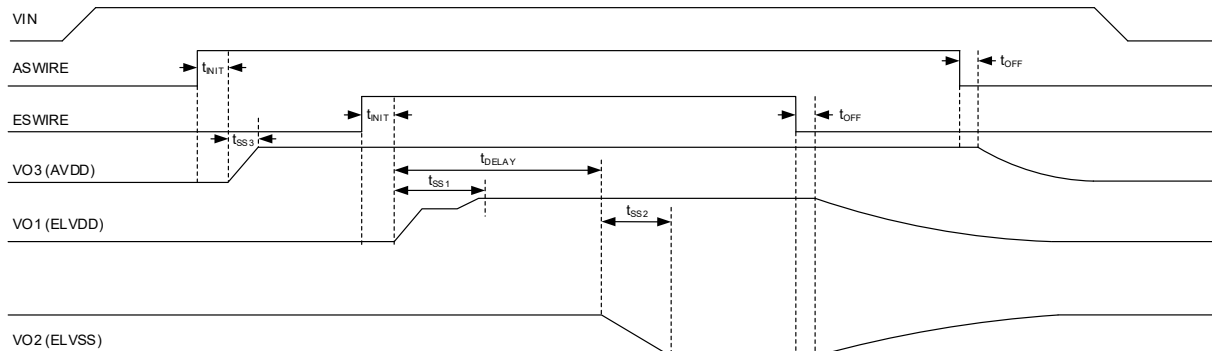 VIN
ASWIRE
tINIT
tOFF
ESWIRE
tINIT
tOFF
tSS3
VO3 (AVDD)
tDELAY
tSS1
VO1 (ELVDD)
tSS2
VO2 (ELVSS)